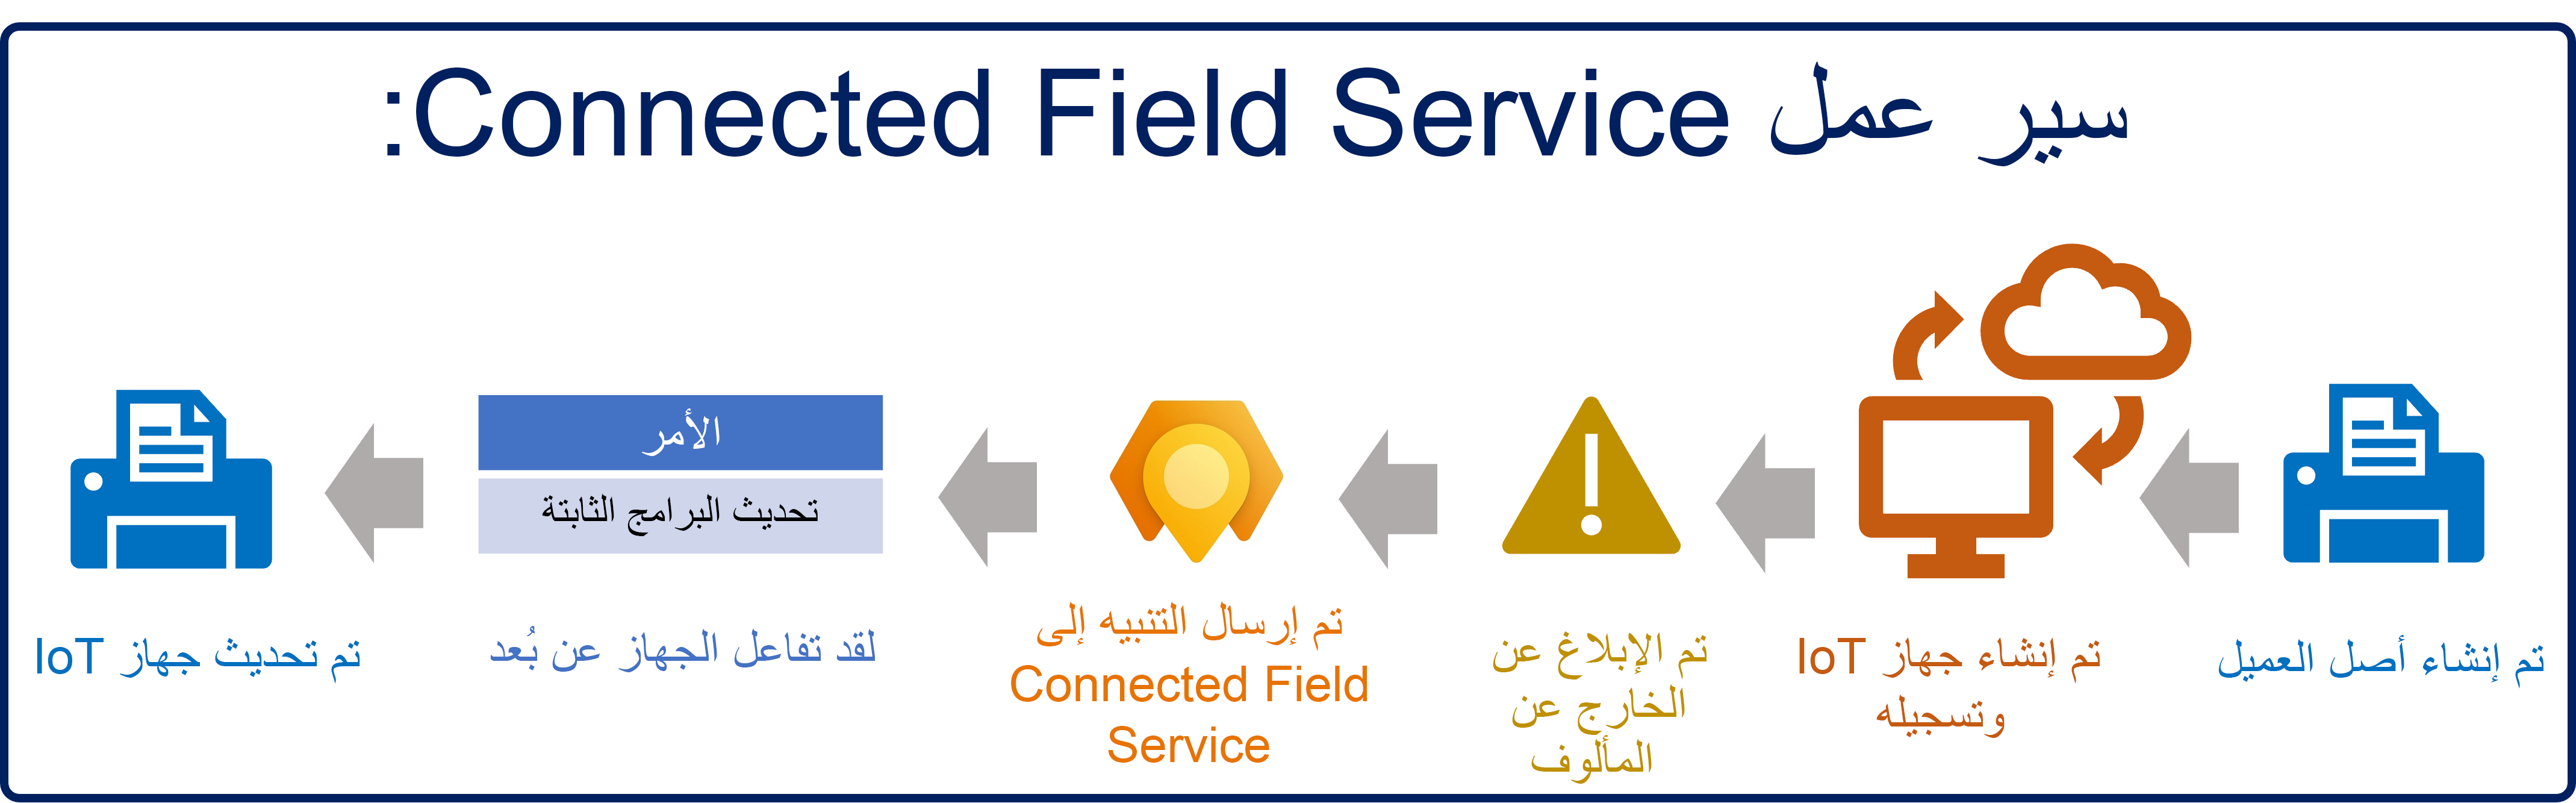 سير عمل Connected Field Service:
تم إنشاء أصل العميل
تم إنشاء جهاز IoT
وتسجيله
تم الإبلاغ عن
الخارج عن
المألوف
تم إرسال التنبيه إلى
Connected Field
Service
الأمر
تحديث البرامج الثابتة
لقد تفاعل الجهاز عن بُعد
تم تحديث جهاز IoT